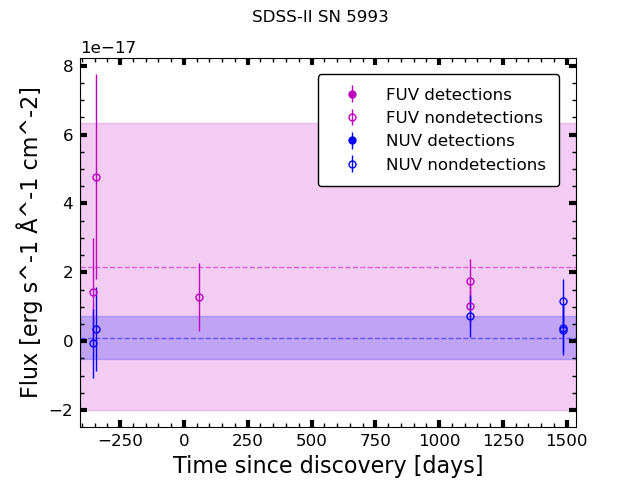 SDSS-II SN 5993
1e−17
8
6
4
2
0
−2
Flux [erg s^-1 Å^-1 cm^-2]
FUV detections
FUV nondetections
NUV detections
NUV nondetections
−250 0 250 500 750 1000 1250 1500
Time since discovery [days]